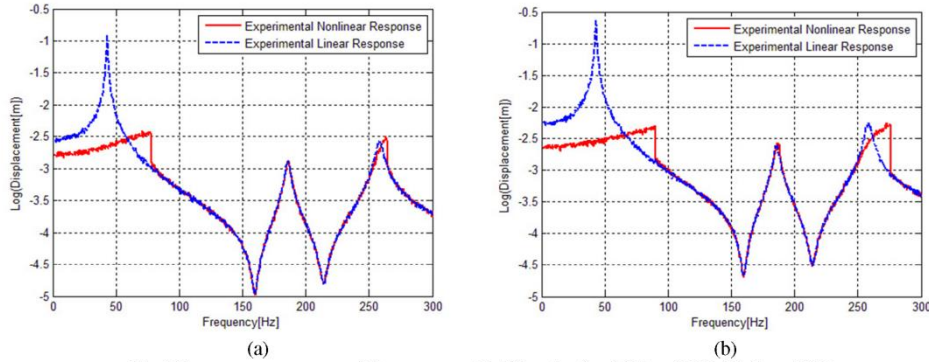 -0.5
Experimental Nonlinear Response
Experimental Linear Response
-1
-1.5
-2
-2.5
-3
-3.5
-4
-4.5
-5
Log(Displacement[m])
0 50 100 150 200 250 300
Frequency[Hz]
(a)
-0.5
Experimental Nonlinear Response
Experimental Linear Response
-1
-1.5
-2
-2.5
-3
-3.5
-4
-4.5
-5
Log(Displacement[m])
0 50 100 150 200 250 300
Frequency[Hz]
(b)